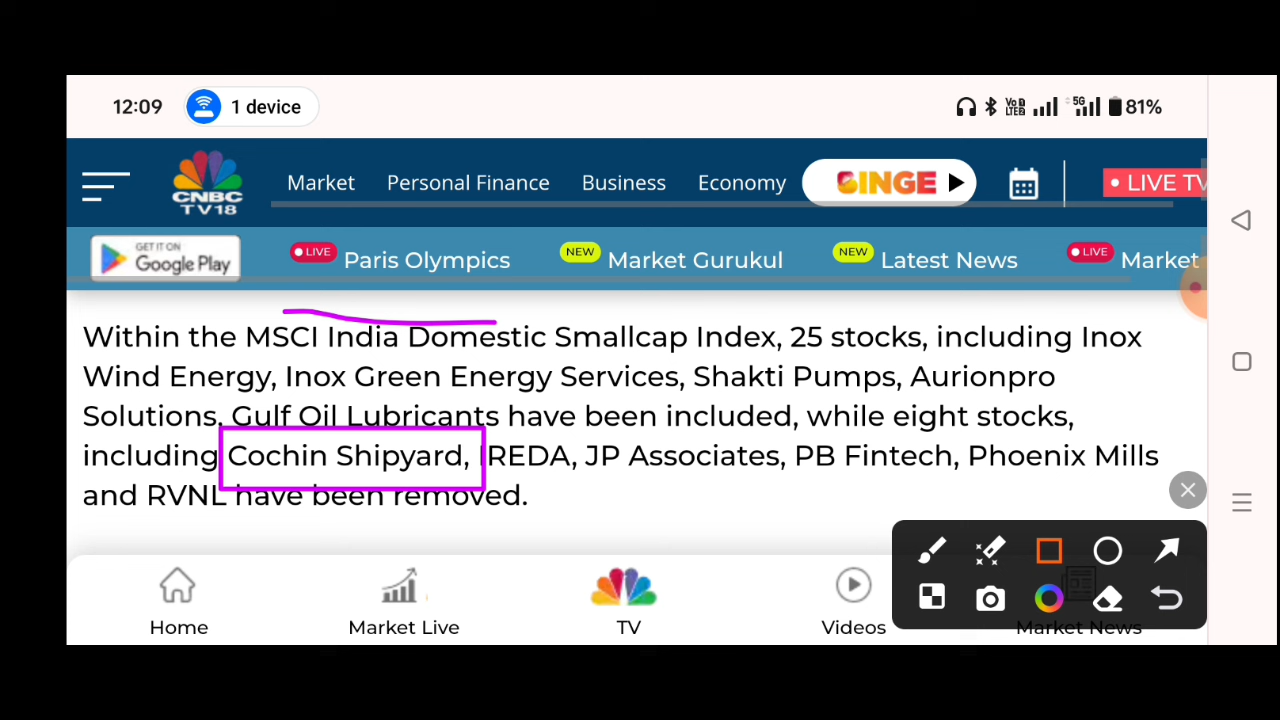 12:09 1 device VoD LTE2 5G 81%
CNBC TV18 Market Personal Finance Business Economy BINGE LIVE TV
GET IT ON Google Play LIVE Paris Olympics NEW Market Gurukul NEW Latest News LIVE Market
Within the MSCI India Domestic Smallcap Index, 25 stocks, including Inox
Wind Energy, Inox Green Energy Services, Shakti Pumps, Aurionpro
Solutions, Gulf Oil Lubricants have been included, while eight stocks,
including Cochin Shipyard, IREDA, JP Associates, PB Fintech, Phoenix Mills
and RVNL have been removed.
Home Market Live TV Videos Market News